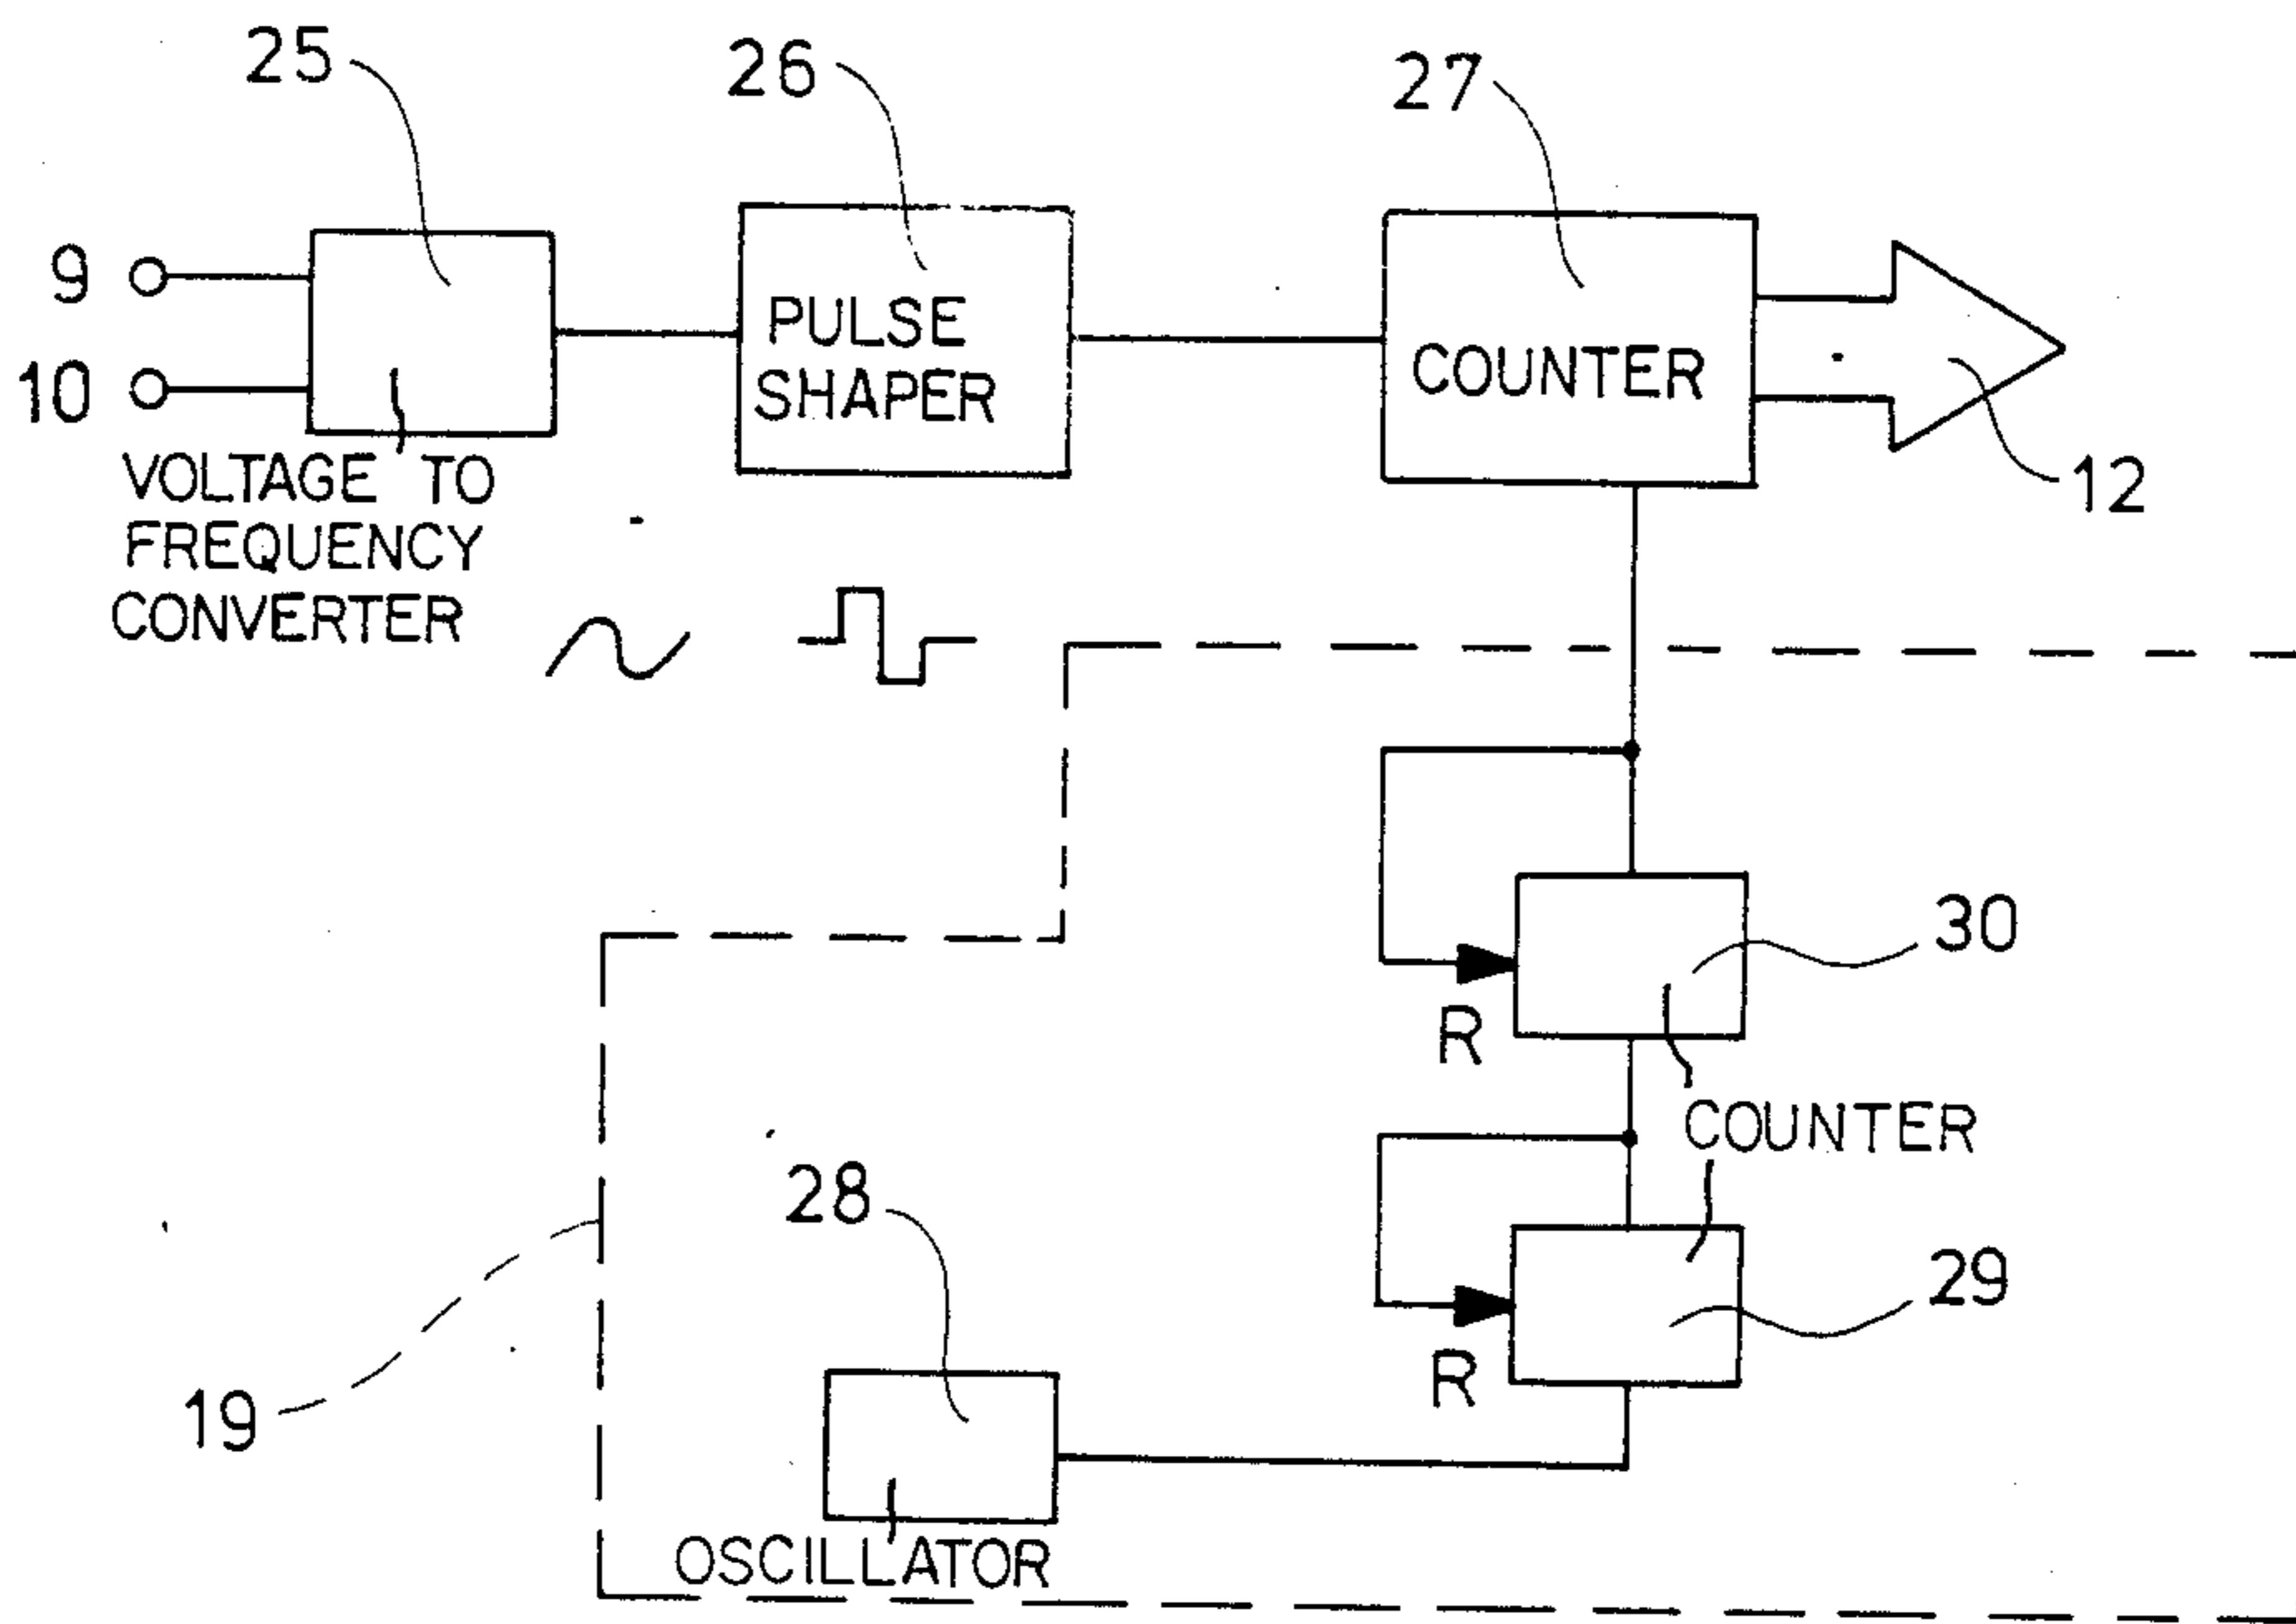 25
26
27
9
10
PULSE
SHAPER
COUNTER
12
VOLTAGE TO
FREQUENCY
CONVERTER
30
R
COUNTER
28
29
R
19
OSCILLATOR